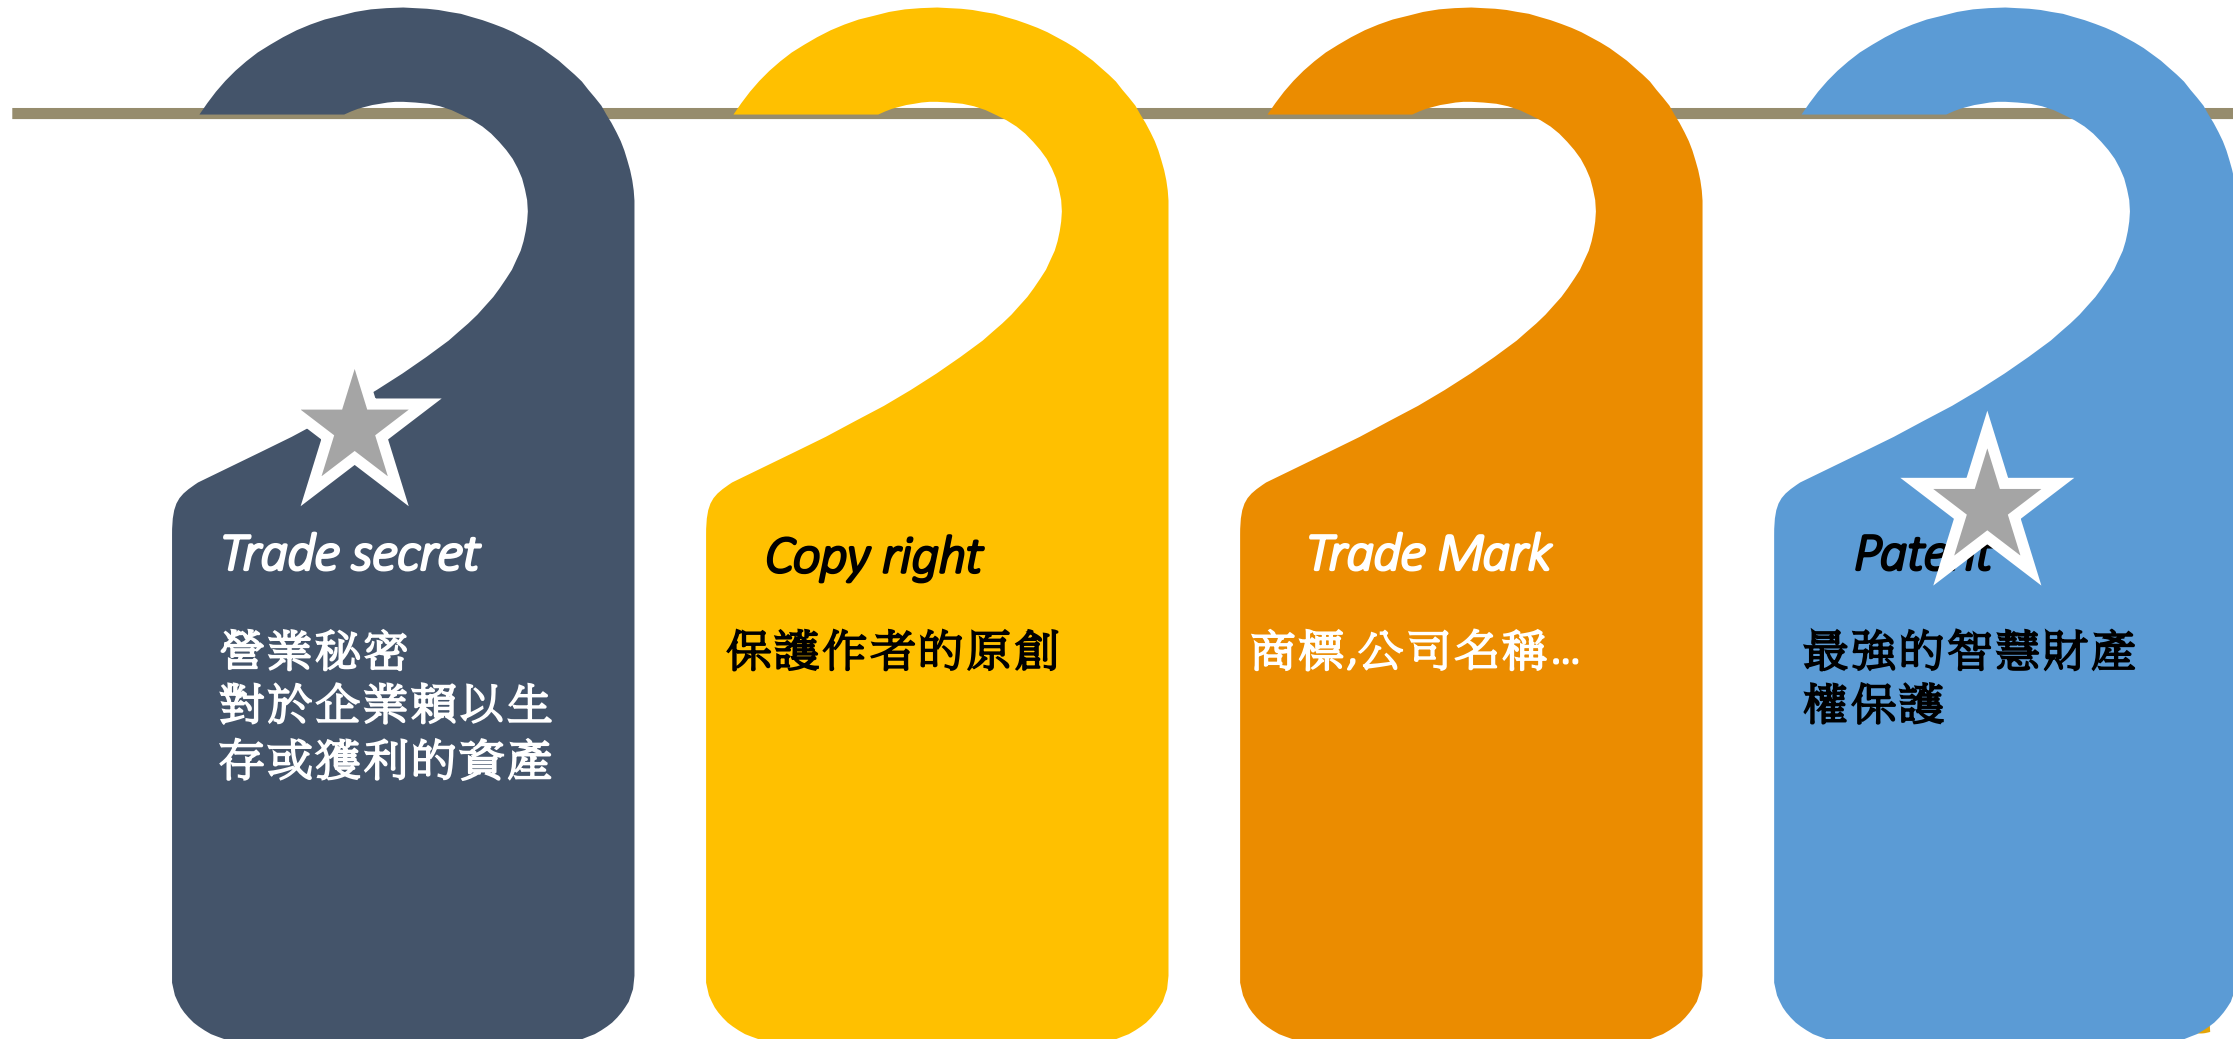 Trade secret
營業秘密
對於企業賴以生
存或獲利的資產
Copy right
保護作者的原創
Trade Mark
商標,公司名稱...
Patent
最強的智慧財產
權保護